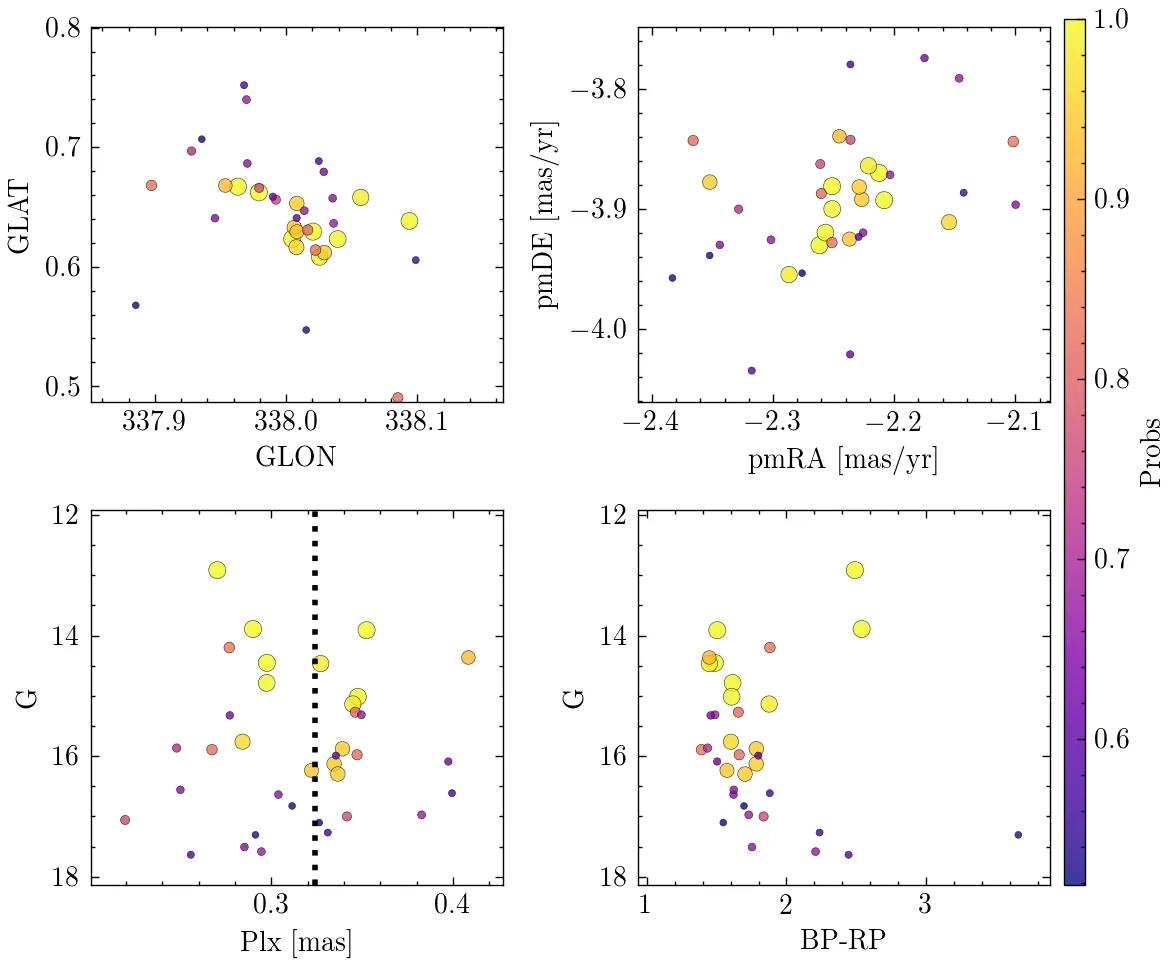 0.8
0.7
0.6
0.5
GLAT
337.9 338.0 338.1
GLON
−3.8
−3.9
−4.0
pmDE [mas/yr]
−2.4 −2.3 −2.2 −2.1
pmRA [mas/yr]
1.0
0.9
0.8
0.7
0.6
Probs
12
14
16
18
G
0.3 0.4
Plx [mas]
12
14
16
18
G
1 2 3
BP-RP